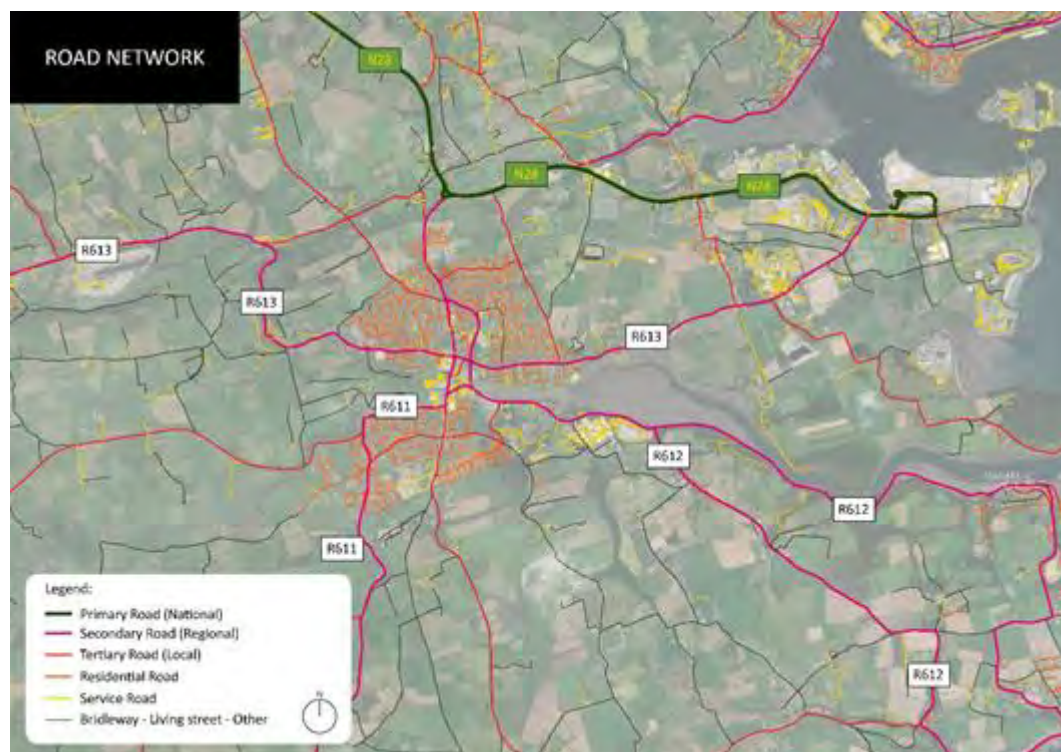 ROAD NETWORK
N28
N28
N28
R613
R613
R613
R611
R612
R612
R611
R612
Legend:
Primary Road (National)
Secondary Road (Regional)
Tertiary Road (Local)
Residential Road
Service Road
Bridleway - Living street - Other
N